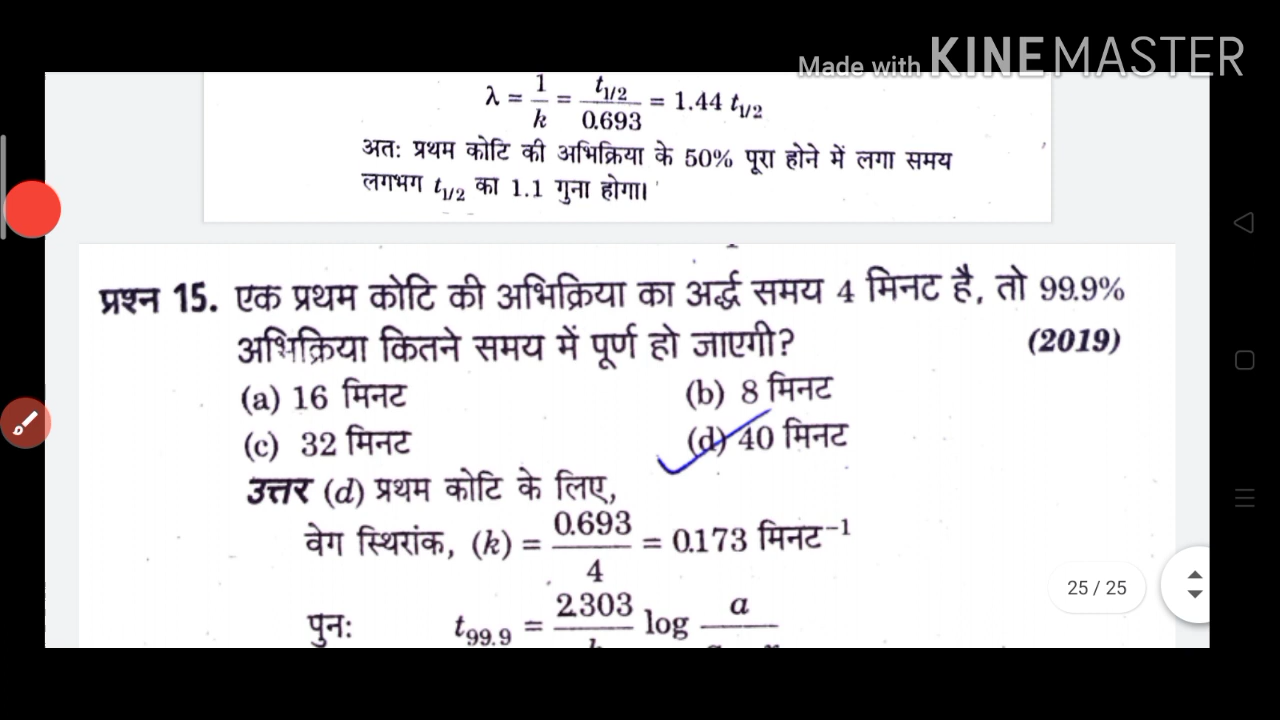 Made with KINEMASTER
λ = 1/k = t1/2/0.693 = 1.44 t1/2
अतः प्रथम कोटि की अभिक्रिया के 50% पूरा होने में लगा समय
लगभग t1/2 का 1.1 गुना होगा।
प्रश्न 15. एक प्रथम कोटि की अभिक्रिया का अर्द्ध समय 4 मिनट है, तो 99.9%
अभिक्रिया कितने समय में पूर्ण हो जाएगी? (2019)
(a) 16 मिनट (b) 8 मिनट
(c) 32 मिनट (d) 40 मिनट
उत्तर (d) प्रथम कोटि के लिए,
वेग स्थिरांक, (k) = 0.693/4 = 0.173 मिनट⁻¹
25 / 25
पुनः t99.9 = 2.303/k log a